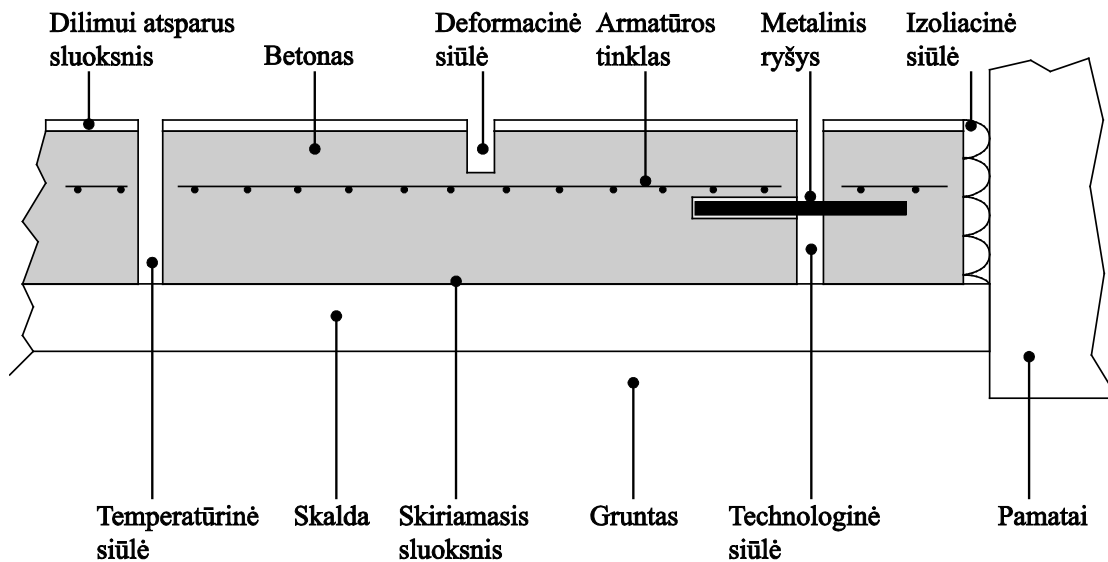 Dilimui atsparus
sluoksnis
Betonas
Deformacinė
siūlė
Armatūros
tinklas
Metalinis
ryšys
Izoliacinė
siūlė
Temperatūrinė
siūlė
Skalda
Skiriamasis
sluoksnis
Gruntas
Technologinė
siūlė
Pamatai